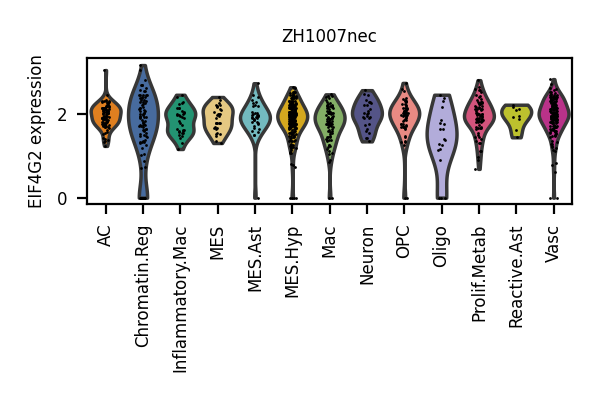 ZH1007nec
EIF4G2 expression
2
0
AC
Chromatin.Reg
Inflammatory.Mac
MES
MES.Ast
MES.Hyp
Mac
Neuron
OPC
Oligo
Prolif.Metab
Reactive.Ast
Vasc